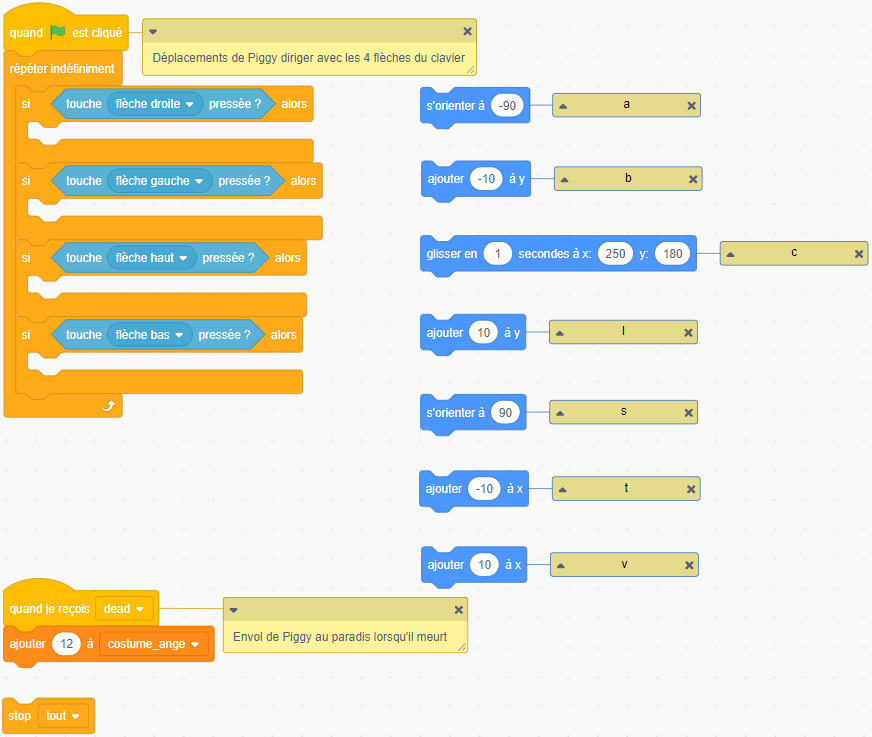 quand est cliqué
Déplacements de Piggy diriger avec les 4 flèches du clavier
répéter indéfiniment
si touche flèche droite pressée ? alors
si touche flèche gauche pressée ? alors
si touche flèche haut pressée ? alors
si touche flèche bas pressée ? alors
s'orienter à -90 a
ajouter -10 à y b
glisser en 1 secondes à x: 250 y: 180 c
ajouter 10 à y l
s'orienter à 90 s
ajouter -10 à x t
ajouter 10 à x v
quand je reçois dead
ajouter 12 à costume_ange
Envol de Piggy au paradis lorsqu'il meurt
stop tout